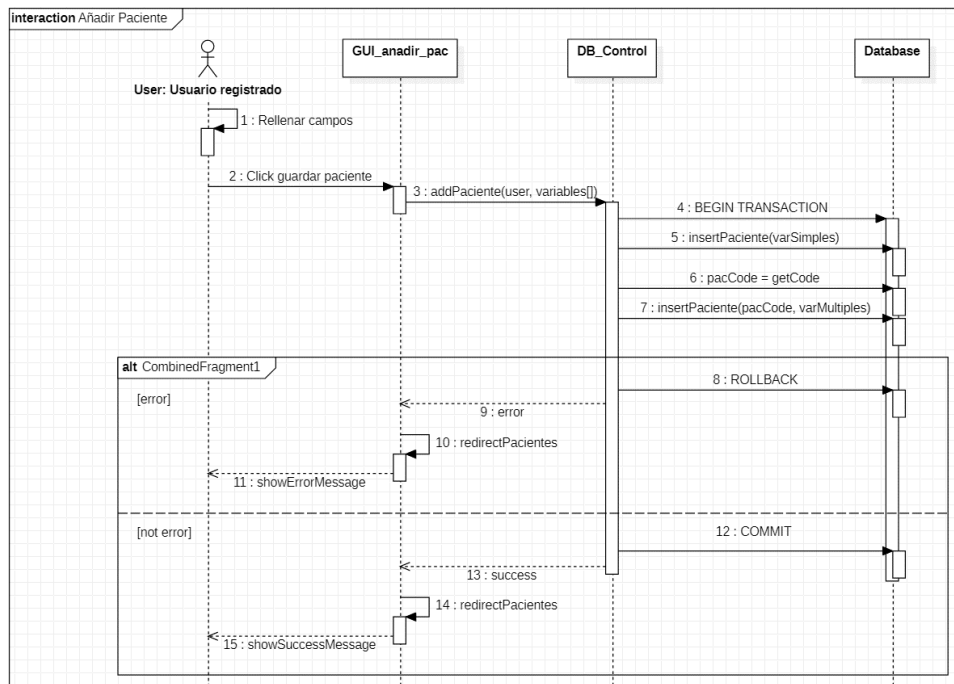 interaction Añadir Paciente
GUI_anadir_pac
DB_Control
Database
User: Usuario registrado
1 : Rellenar campos
2 : Click guardar paciente
3 : addPaciente(user, variables[])
4 : BEGIN TRANSACTION
5 : insertPaciente(varSimples)
6 : pacCode = getCode
7 : insertPaciente(pacCode, varMultiples)
alt CombinedFragment1
8 : ROLLBACK
[error]
9 : error
10 : redirectPacientes
11 : showErrorMessage
[not error]
12 : COMMIT
13 : success
14 : redirectPacientes
15 : showSuccessMessage